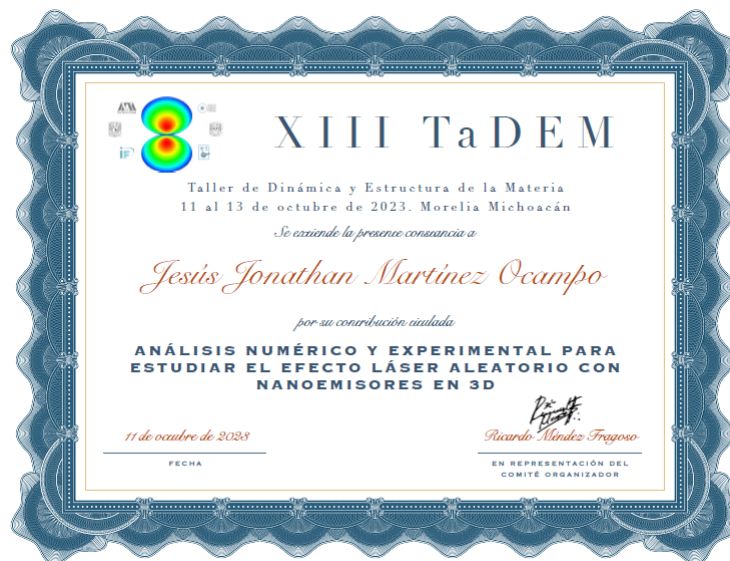 XIII TaDEM
Taller de Dinámica y Estructura de la Materia
11 al 13 de octubre de 2023. Morelia Michoacán
Se extiende la presente constancia a
Jesús Jonathan Martínez Ocampo
por su contribución titulada
ANÁLISIS NUMÉRICO Y EXPERIMENTAL PARA
ESTUDIAR EL EFECTO LÁSER ALEATORIO CON
NANOEMISORES EN 3D
11 de octubre de 2023
FECHA
Ricardo Méndez Fragoso
EN REPRESENTACIÓN DEL
COMITÉ ORGANIZADOR